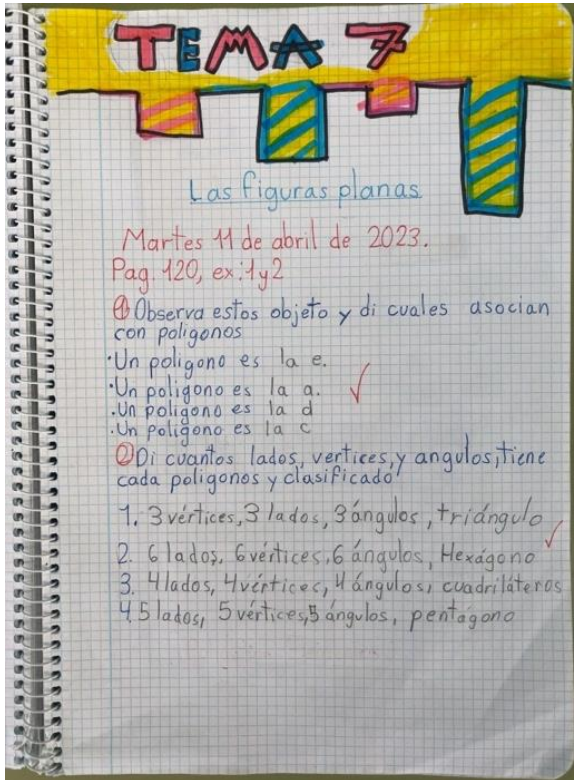 TEMA 7
Las figuras planas
Martes 11 de abril de 2023.
Pag. 120, ex: 1 y 2
1 Observa estos objeto y di cuales asocian
con poligonos
·Un poligono es la e.
·Un poligono es la a.
·Un poligono es la d
·Un poligono es la c
2 Di cuantos lados, vertices, y angulos, tiene
cada poligonos y clasificado
1. 3 vértices, 3 lados, 3 ángulos, triángulo
2. 6 lados, 6 vértices, 6 ángulos, Hexágono
3. 4 lados, 4 vértices, 4 ángulos, cuadriláteros
4. 5 lados, 5 vértices, 5 ángulos, pentágono